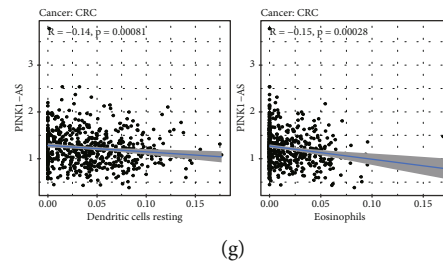 Cancer: CRC
R = −0.14, p = 0.00081
PINK1−AS
3
2
1
0.00 0.05 0.10 0.15
Dendritic cells resting
Cancer: CRC
R = −0.15, p = 0.00028
PINK1−AS
3
2
1
0.00 0.05 0.10 0.15
Eosinophils
(g)